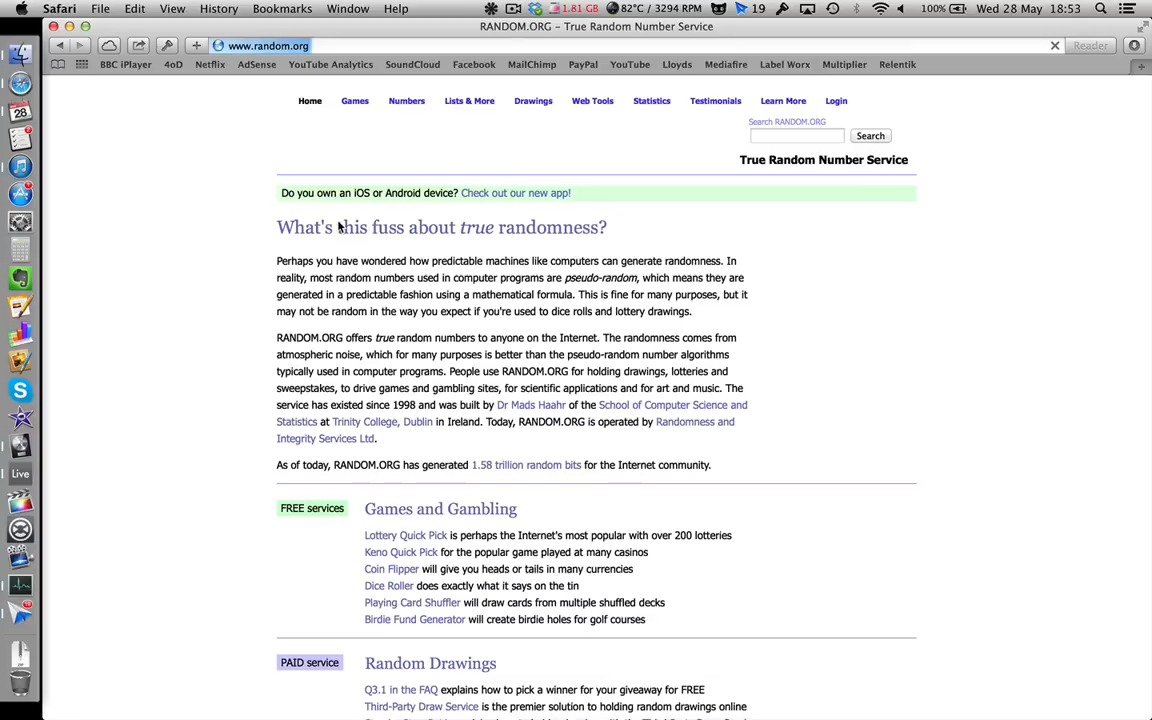 Safari File Edit View History Bookmarks Window Help 1.81 GB 82°C / 3294 RPM 19 100% Wed 28 May 18:53
RANDOM.ORG - True Random Number Service
www.random.org Reader
BBC iPlayer 4oD Netflix AdSense YouTube Analytics SoundCloud Facebook MailChimp PayPal YouTube Lloyds Mediafire Label Worx Multiplier Relentik
Home Games Numbers Lists & More Drawings Web Tools Statistics Testimonials Learn More Login
Search RANDOM.ORG
Search
True Random Number Service
Do you own an iOS or Android device? Check out our new app!
What's this fuss about true randomness?
Perhaps you have wondered how predictable machines like computers can generate randomness. In
reality, most random numbers used in computer programs are pseudo-random, which means they are
generated in a predictable fashion using a mathematical formula. This is fine for many purposes, but it
may not be random in the way you expect if you're used to dice rolls and lottery drawings.
RANDOM.ORG offers true random numbers to anyone on the Internet. The randomness comes from
atmospheric noise, which for many purposes is better than the pseudo-random number algorithms
typically used in computer programs. People use RANDOM.ORG for holding drawings, lotteries and
sweepstakes, to drive games and gambling sites, for scientific applications and for art and music. The
service has existed since 1998 and was built by Dr Mads Haahr of the School of Computer Science and
Statistics at Trinity College, Dublin in Ireland. Today, RANDOM.ORG is operated by Randomness and
Integrity Services Ltd.
As of today, RANDOM.ORG has generated 1.58 trillion random bits for the Internet community.
FREE services Games and Gambling
Lottery Quick Pick is perhaps the Internet's most popular with over 200 lotteries
Keno Quick Pick for the popular game played at many casinos
Coin Flipper will give you heads or tails in many currencies
Dice Roller does exactly what it says on the tin
Playing Card Shuffler will draw cards from multiple shuffled decks
Birdie Fund Generator will create birdie holes for golf courses
PAID service Random Drawings
Q3.1 in the FAQ explains how to pick a winner for your giveaway for FREE
Third-Party Draw Service is the premier solution to holding random drawings online
28
Live